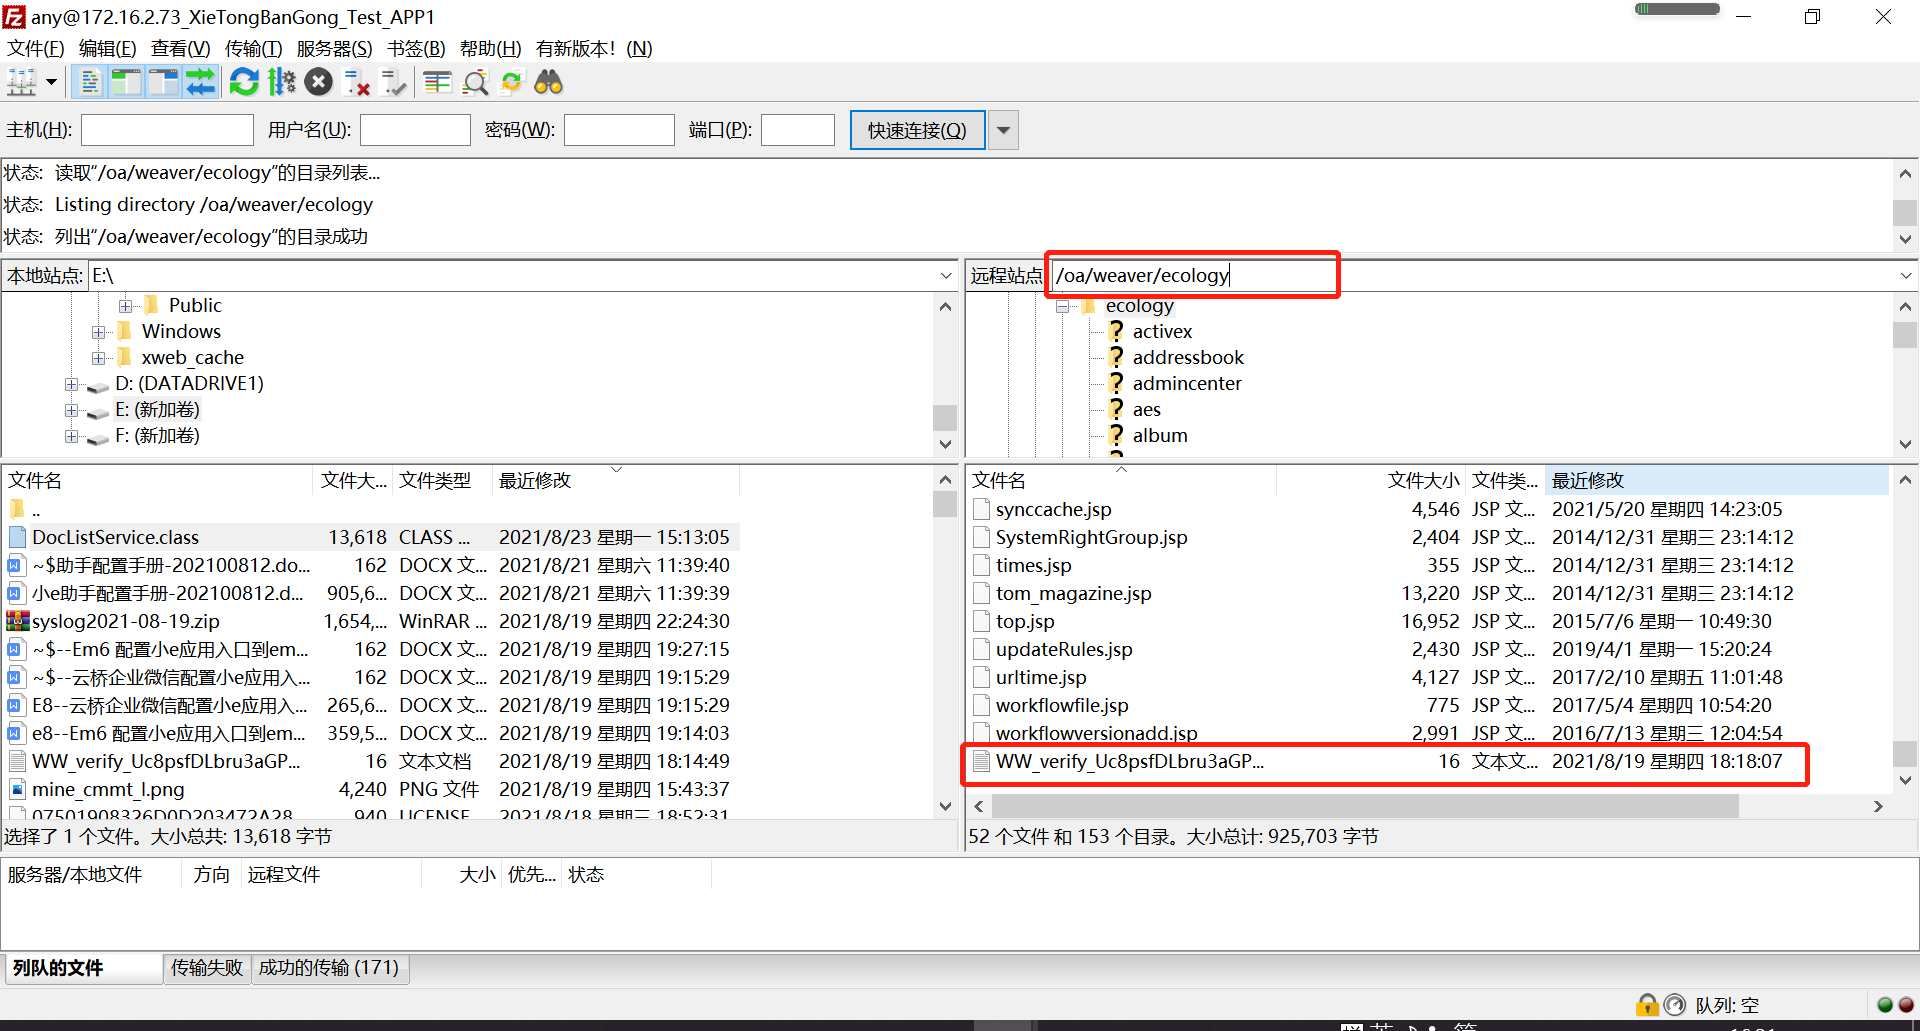 any@172.16.2.73_XieTongBanGong_Test_APP1
文件(F) 编辑(E) 查看(V) 传输(T) 服务器(S) 书签(B) 帮助(H) 有新版本! (N)
主机(H): 用户名(U): 密码(W): 端口(P): 快速连接(Q)
状态: 读取“/oa/weaver/ecology”的目录列表...
状态: Listing directory /oa/weaver/ecology
状态: 列出“/oa/weaver/ecology”的目录成功
本地站点: E:\
Public
Windows
xweb_cache
D: (DATADRIVE1)
E: (新加卷)
F: (新加卷)
远程站点 /oa/weaver/ecology
ecology
activex
addressbook
admincenter
aes
album
文件名 文件大... 文件类型 最近修改
..
DocListService.class 13,618 CLASS ... 2021/8/23 星期一 15:13:05
~$助手配置手册-202100812.do... 162 DOCX 文... 2021/8/21 星期六 11:39:40
小e助手配置手册-202100812.d... 905,6... DOCX 文... 2021/8/21 星期六 11:39:39
syslog2021-08-19.zip 1,654,... WinRAR ... 2021/8/19 星期四 22:24:30
~$--Em6 配置小e应用入口到em... 162 DOCX 文... 2021/8/19 星期四 19:27:15
~$--云桥企业微信配置小e应用入... 162 DOCX 文... 2021/8/19 星期四 19:15:29
E8--云桥企业微信配置小e应用入... 265,6... DOCX 文... 2021/8/19 星期四 19:15:29
e8--Em6 配置小e应用入口到em... 359,5... DOCX 文... 2021/8/19 星期四 19:14:03
WW_verify_Uc8psfDLbru3aGP... 16 文本文档 2021/8/19 星期四 18:14:49
mine_cmmt_l.png 4,240 PNG 文件 2021/8/19 星期四 15:43:37
07501908326D0D203472A28 940 LICENSE 2021/8/18 星期三 18:52:31
选择了 1 个文件。大小总共: 13,618 字节
文件名 文件大小 文件类... 最近修改
synccache.jsp 4,546 JSP 文... 2021/5/20 星期四 14:23:05
SystemRightGroup.jsp 2,404 JSP 文... 2014/12/31 星期三 23:14:12
times.jsp 355 JSP 文... 2014/12/31 星期三 23:14:12
tom_magazine.jsp 13,220 JSP 文... 2014/12/31 星期三 23:14:12
top.jsp 16,952 JSP 文... 2015/7/6 星期一 10:49:30
updateRules.jsp 2,430 JSP 文... 2019/4/1 星期一 15:20:24
urltime.jsp 4,127 JSP 文... 2017/2/10 星期五 11:01:48
workflowfile.jsp 775 JSP 文... 2017/5/4 星期四 10:54:20
workflowversionadd.jsp 2,991 JSP 文... 2016/7/13 星期三 12:04:54
WW_verify_Uc8psfDLbru3aGP... 16 文本文... 2021/8/19 星期四 18:18:07
52 个文件 和 153 个目录。大小总计: 925,703 字节
服务器/本地文件 方向 远程文件 大小 优先... 状态
列队的文件 传输失败 成功的传输 (171)
队列: 空